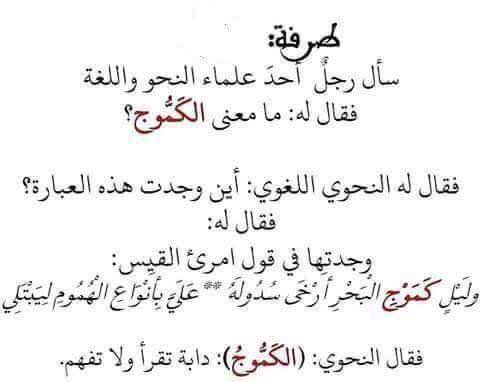 طرفة:
سأل رجلٌ أحدَ علماء النحو واللغة
فقال له: ما معنى الكَمُّوج؟
فقال له النحوي اللغوي: أين وجدت هذه العبارة؟
فقال له:
وجدتها في قول امرئ القيس:
ولَيْلٍ كَمَوْجِ الْبَحْرِ أَرْخَى سُدُولَهُ ** عَلَيَّ بِأَنْوَاعِ الْهُمُومِ لِيَبْتَلِي
فقال النحوي: (الكَمُّوجُ): دابة تقرأ ولا تفهم.